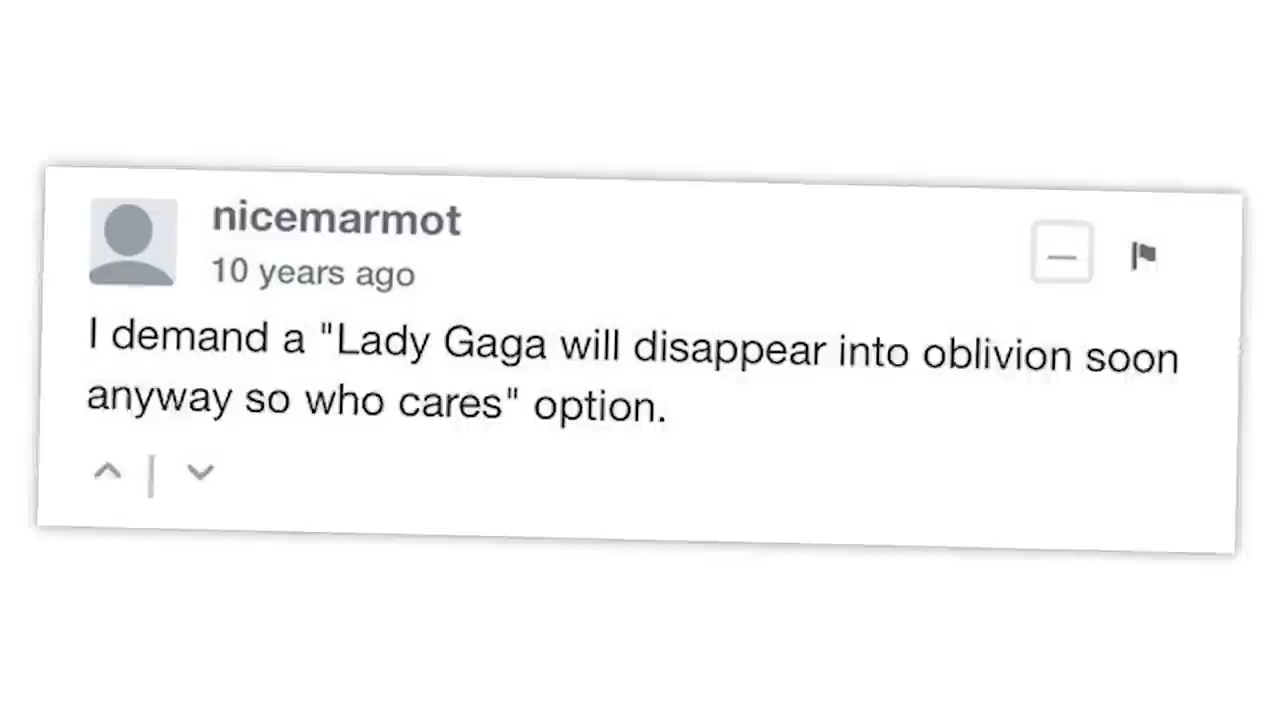 nicemarmot
10 years ago
I demand a "Lady Gaga will disappear into oblivion soon
anyway so who cares" option.